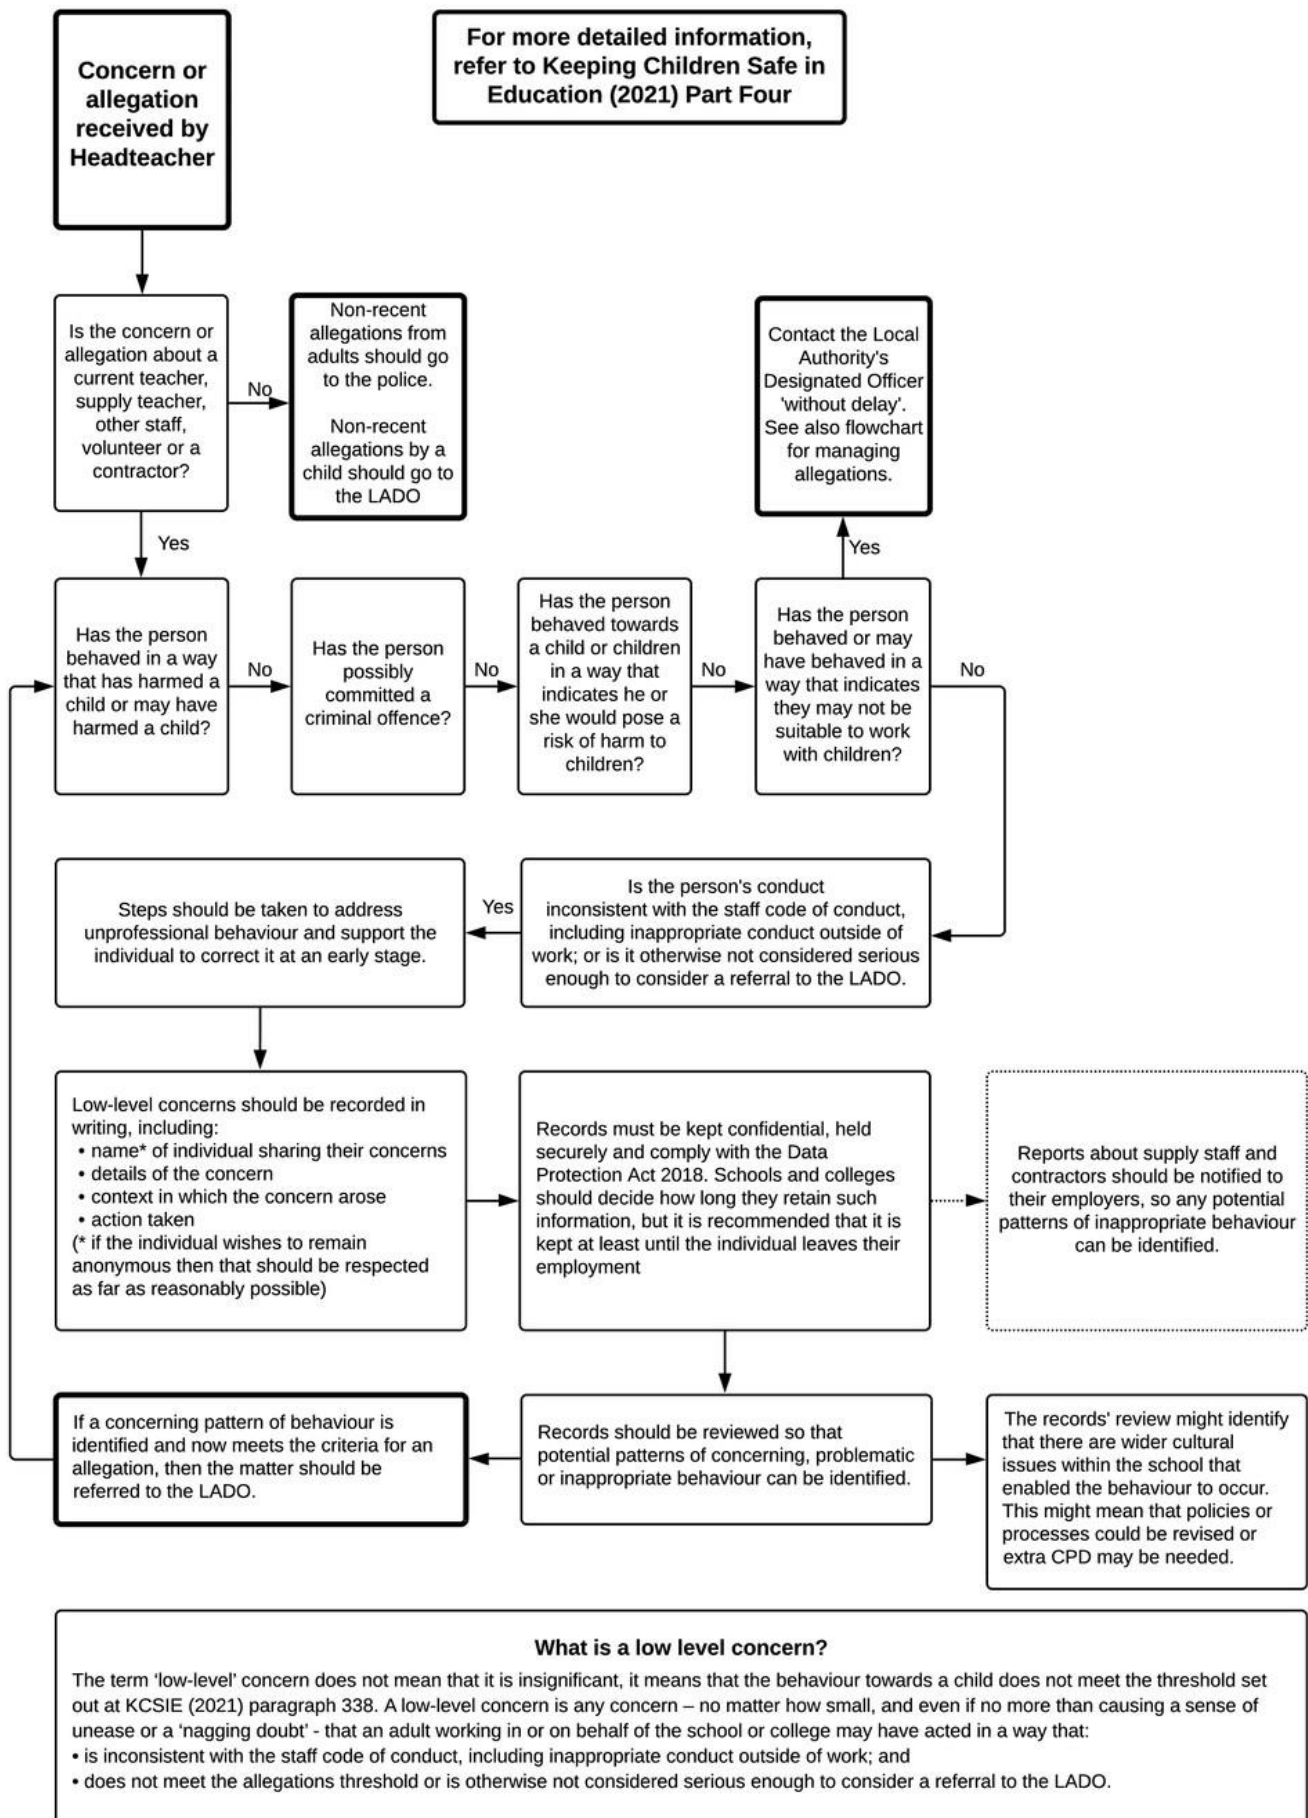 Concern or
allegation
received by
Headteacher
For more detailed information,
refer to Keeping Children Safe in
Education (2021) Part Four
Is the concern or
allegation about a
current teacher,
supply teacher,
other staff,
volunteer or a
contractor?
No
Non-recent
allegations from
adults should go
to the police.
Non-recent
allegations by a
child should go to
the LADO
Contact the Local
Authority's
Designated Officer
'without delay'.
See also flowchart
for managing
allegations.
Yes
Yes
Has the person
behaved in a way
that has harmed a
child or may have
harmed a child?
No
Has the person
possibly
committed a
criminal offence?
No
Has the person
behaved towards
a child or children
in a way that
indicates he or
she would pose a
risk of harm to
children?
No
Has the person
behaved or may
have behaved in a
way that indicates
they may not be
suitable to work
with children?
No
Steps should be taken to address
unprofessional behaviour and support the
individual to correct it at an early stage.
Yes
Is the person's conduct
inconsistent with the staff code of conduct,
including inappropriate conduct outside of
work; or is it otherwise not considered serious
enough to consider a referral to the LADO.
Low-level concerns should be recorded in
writing, including:
• name* of individual sharing their concerns
• details of the concern
• context in which the concern arose
• action taken
(* if the individual wishes to remain
anonymous then that should be respected
as far as reasonably possible)
Records must be kept confidential, held
securely and comply with the Data
Protection Act 2018. Schools and colleges
should decide how long they retain such
information, but it is recommended that it is
kept at least until the individual leaves their
employment
Reports about supply staff and
contractors should be notified to
their employers, so any potential
patterns of inappropriate behaviour
can be identified.
If a concerning pattern of behaviour is
identified and now meets the criteria for an
allegation, then the matter should be
referred to the LADO.
Records should be reviewed so that
potential patterns of concerning, problematic
or inappropriate behaviour can be identified.
The records' review might identify
that there are wider cultural
issues within the school that
enabled the behaviour to occur.
This might mean that policies or
processes could be revised or
extra CPD may be needed.
What is a low level concern?
The term ‘low-level’ concern does not mean that it is insignificant, it means that the behaviour towards a child does not meet the threshold set
out at KCSIE (2021) paragraph 338. A low-level concern is any concern – no matter how small, and even if no more than causing a sense of
unease or a ‘nagging doubt’ - that an adult working in or on behalf of the school or college may have acted in a way that:
• is inconsistent with the staff code of conduct, including inappropriate conduct outside of work; and
• does not meet the allegations threshold or is otherwise not considered serious enough to consider a referral to the LADO.